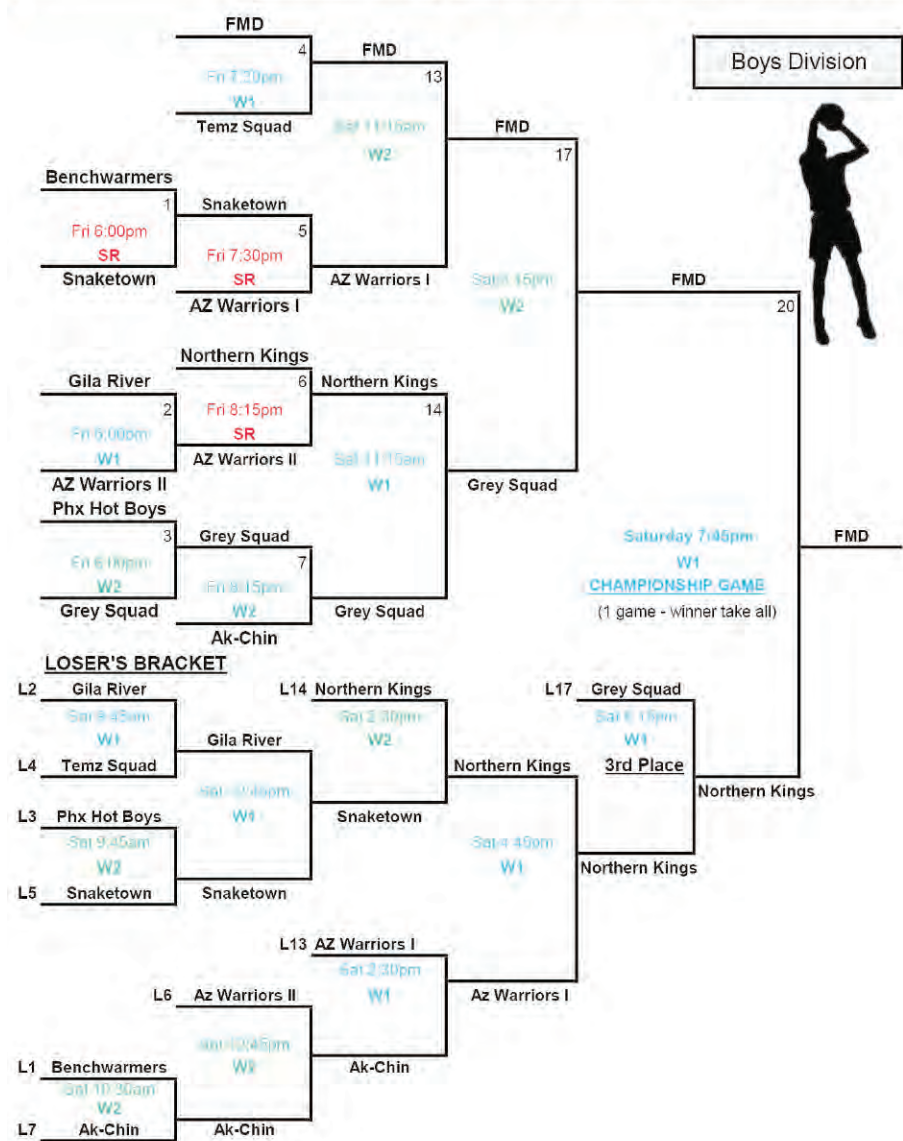 Boys Division
FMD
4
Fri 7:30pm
W1
Temz Squad
FMD
13
Sat 11:15am
W2
Benchwarmers
1
Fri 6:00pm
SR
Snaketown
Snaketown
5
Fri 7:30pm
SR
AZ Warriors I
AZ Warriors I
FMD
17
W2
FMD
20
Gila River
2
Fri 6:00pm
W1
AZ Warriors II
Northern Kings
6
Fri 8:15pm
SR
AZ Warriors II
Northern Kings
14
Sat 11:15am
W1
Grey Squad
Phx Hot Boys
3
Fri 6:00pm
W2
Grey Squad
Grey Squad
7
Fri 8:15pm
W2
Ak-Chin
Grey Squad
Saturday 7:45pm
W1
CHAMPIONSHIP GAME
(1 game - winner take all)
FMD
LOSER'S BRACKET
L2 Gila River
Sat 9:45am
W1
L4 Temz Squad
Gila River
L3 Phx Hot Boys
Sat 9:45am
W2
L5 Snaketown
W1
Snaketown
L14 Northern Kings
Sat 2:30pm
W2
Snaketown
Northern Kings
Sat 4:45pm
W1
L17 Grey Squad
Sat 6:15pm
W1
3rd Place
Northern Kings
Northern Kings
L13 AZ Warriors I
Sat 2:30pm
W1
Az Warriors I
L6 Az Warriors II
Sat 12:45pm
W2
Ak-Chin
L1 Benchwarmers
Sat 10:30am
W2
L7 Ak-Chin
Ak-Chin